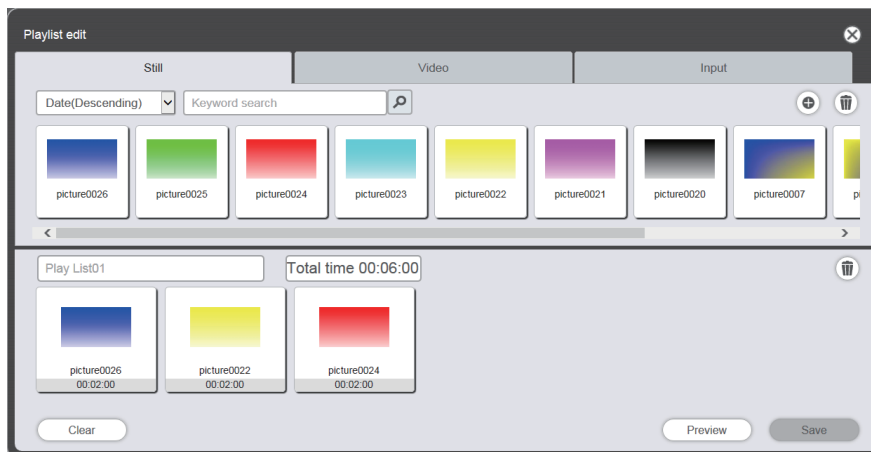 Playlist edit
Still
Video
Input
Date(Descending)
Keyword search
picture0026
picture0025
picture0024
picture0023
picture0022
picture0021
picture0020
picture0007
Play List01
Total time 00:06:00
picture0026
00:02:00
picture0022
00:02:00
picture0024
00:02:00
Clear
Preview
Save